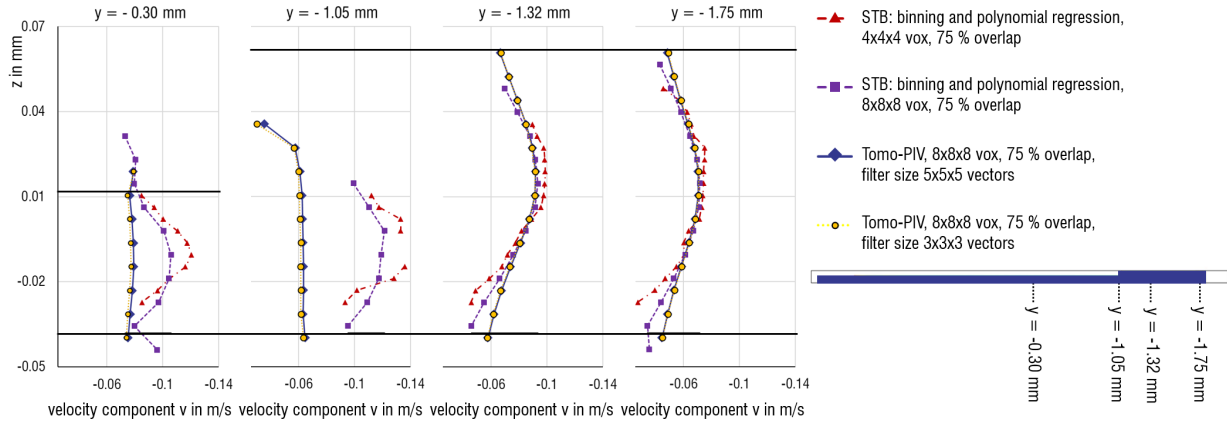 y = - 0.30 mm
y = - 1.05 mm
y = - 1.32 mm
y = - 1.75 mm
z in mm
0.07
0.04
0.01
-0.02
-0.05
-0.06 -0.1 -0.14
-0.06 -0.1 -0.14
-0.06 -0.1 -0.14
-0.06 -0.1 -0.14
velocity component v in m/s
velocity component v in m/s
velocity component v in m/s
velocity component v in m/s
STB: binning and polynomial regression,
4x4x4 vox, 75 % overlap
STB: binning and polynomial regression,
8x8x8 vox, 75 % overlap
Tomo-PIV, 8x8x8 vox, 75 % overlap,
filter size 5x5x5 vectors
Tomo-PIV, 8x8x8 vox, 75 % overlap,
filter size 3x3x3 vectors
y = -0.30 mm
y = -1.05 mm
y = -1.32 mm
y = -1.75 mm